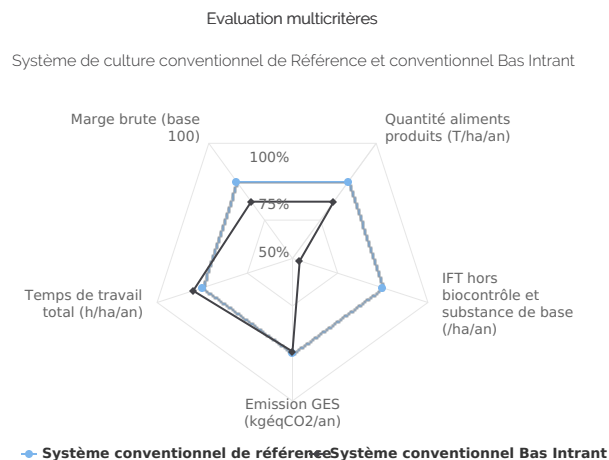 Evaluation multicritères
Système de culture conventionnel de Référence et conventionnel Bas Intrant
Marge brute (base
100)
Quantité aliments
produits (T/ha/an)
100%
75%
50%
IFT hors
biocontrôle et
substance de base
(/ha/an)
Temps de travail
total (h/ha/an)
Emission GES
(kgéqCO2/an)
Système conventionnel de référence
Système conventionnel Bas Intrant